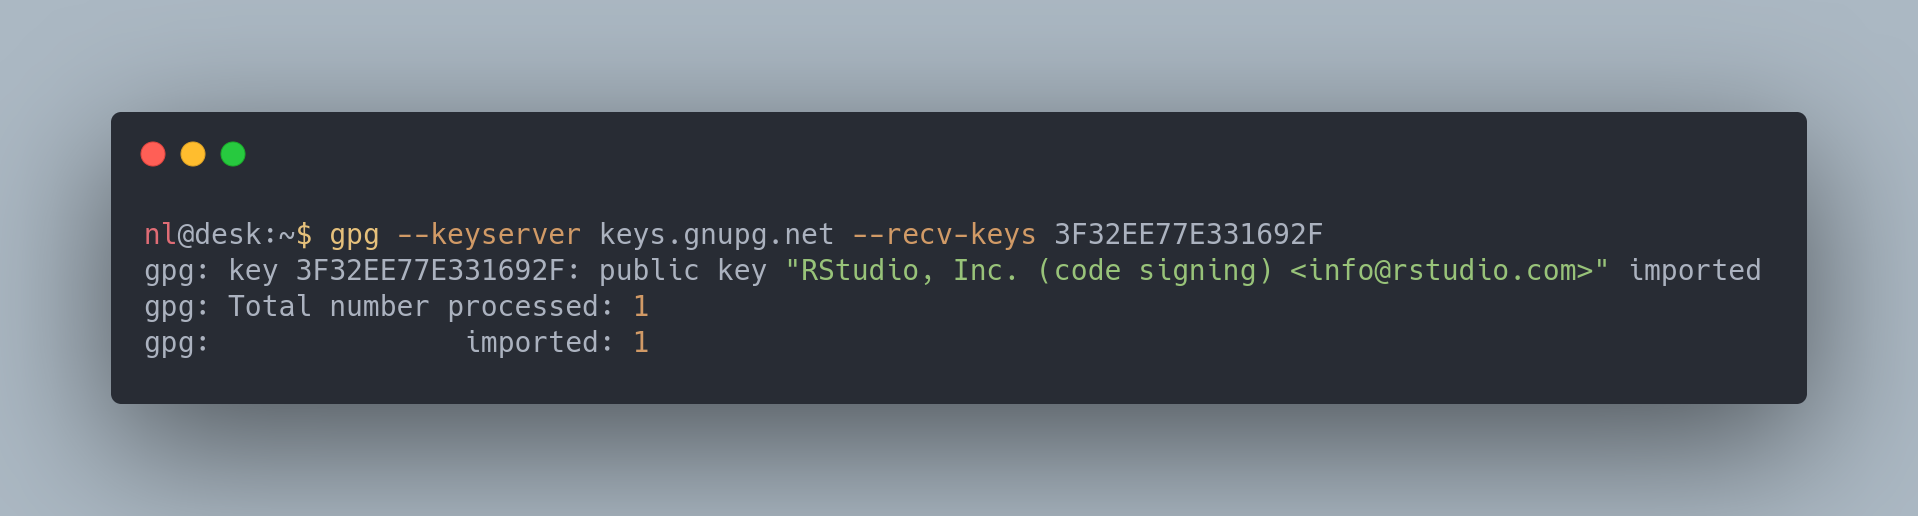 nl@desk:~$ gpg --keyserver keys.gnupg.net --recv-keys 3F32EE77E331692F
gpg: key 3F32EE77E331692F: public key "RStudio, Inc. (code signing) <info@rstudio.com>" imported
gpg: Total number processed: 1
gpg:               imported: 1